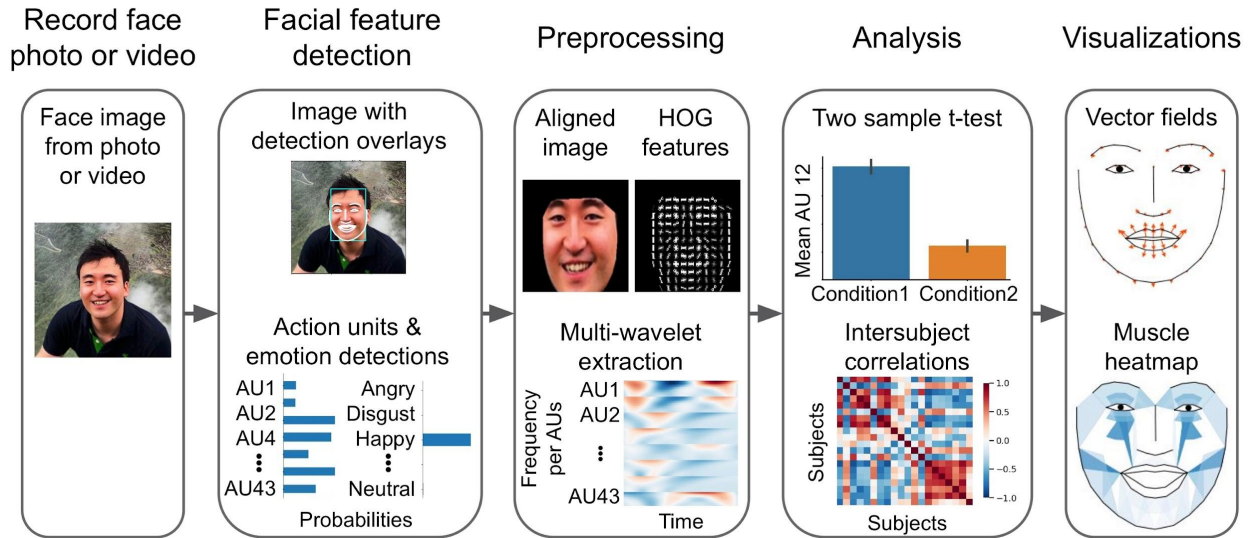 Record face
photo or video
Face image
from photo
or video
Facial feature
detection
Image with
detection overlays
Action units &
emotion detections
AU1
AU2
AU4
AU43
Angry
Disgust
Happy
Neutral
Probabilities
Preprocessing
Aligned
image
HOG
features
Multi-wavelet
extraction
Frequency
per AUs
AU1
AU2
AU43
Time
Analysis
Two sample t-test
Mean AU 12
Condition1
Condition2
Intersubject
correlations
Subjects
Subjects
1.0
0.5
0.0
−0.5
−1.0
Visualizations
Vector fields
Muscle
heatmap